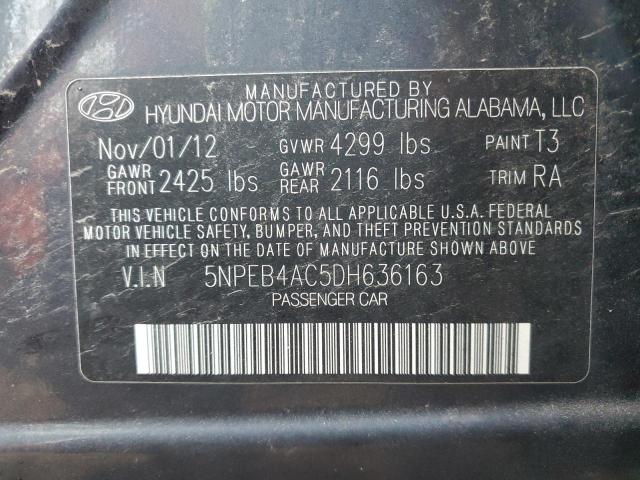 MANUFACTURED BY
HYUNDAI MOTOR MANUFACTURING ALABAMA, LLC
Nov/01/12 GVWR 4299 lbs PAINT T3
GAWR FRONT 2425 lbs GAWR REAR 2116 lbs TRIM RA
THIS VEHICLE CONFORMS TO ALL APPLICABLE U.S.A. FEDERAL
MOTOR VEHICLE SAFETY, BUMPER, AND THEFT PREVENTION STANDARDS
IN EFFECT ON THE DATE OF MANUFACTURE SHOWN ABOVE.
V.I.N 5NPEB4AC5DH636163
PASSENGER CAR